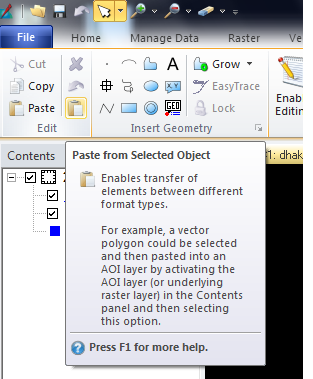 File Home Manage Data Raster Ve
Cut
Copy
Paste
Edit
A Grow
EasyTrace
GEO Lock
Insert Geometry
Enab
Editin
Contents
1: dhak
Paste from Selected Object
Enables transfer of
elements between different
format types.
For example, a vector
polygon could be selected
and then pasted into an
AOI layer by activating the
AOI layer (or underlying
raster layer) in the Contents
panel and then selecting
this option.
Press F1 for more help.